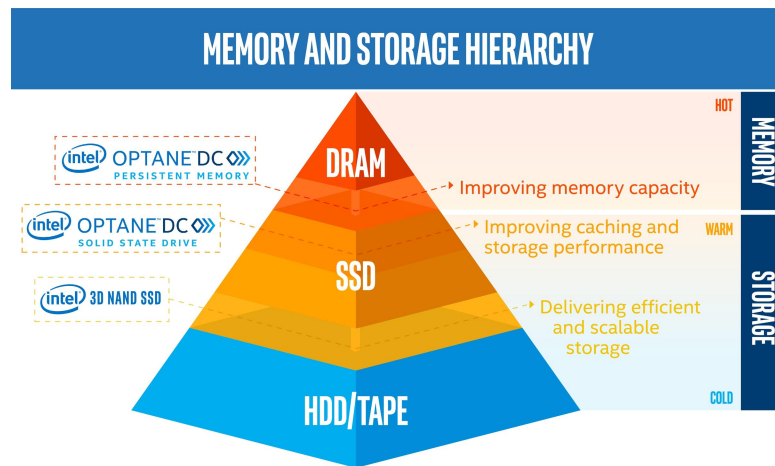 MEMORY AND STORAGE HIERARCHY
HOT
MEMORY
DRAM
intel OPTANE™ DC
PERSISTENT MEMORY
Improving memory capacity
intel OPTANE™ DC
SOLID STATE DRIVE
Improving caching and
storage performance
WARM
SSD
STORAGE
intel 3D NAND SSD
Delivering efficient
and scalable
storage
COLD
HDD/TAPE